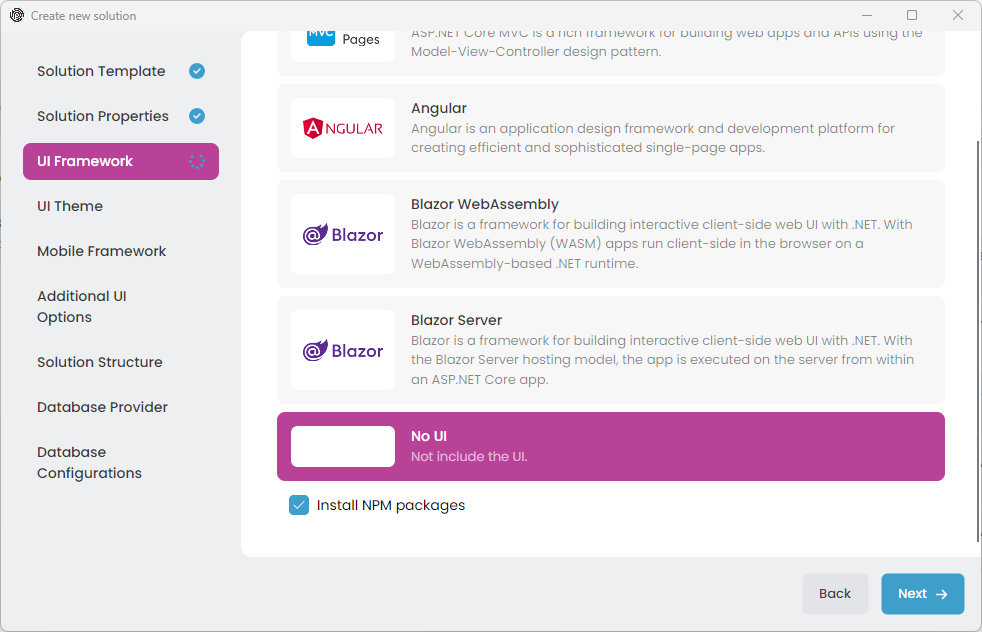 Create new solution
Solution Template
Solution Properties
UI Framework
UI Theme
Mobile Framework
Additional UI
Options
Solution Structure
Database Provider
Database
Configurations
MVC
Pages
ASP.NET Core MVC is a rich framework for building web apps and APIs using the
Model-View-Controller design pattern.
ANGULAR
Angular
Angular is an application design framework and development platform for
creating efficient and sophisticated single-page apps.
Blazor
Blazor WebAssembly
Blazor is a framework for building interactive client-side web UI with .NET. With
Blazor WebAssembly (WASM) apps run client-side in the browser on a
WebAssembly-based .NET runtime.
Blazor
Blazor Server
Blazor is a framework for building interactive client-side web UI with .NET. With
the Blazor Server hosting model, the app is executed on the server from within
an ASP.NET Core app.
No UI
Not include the UI.
Install NPM packages
Back
Next →